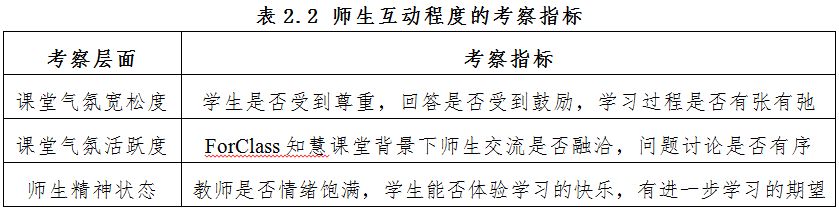 表 2.2 师生互动程度的考察指标
考察层面 考察指标
课堂气氛宽松度 学生是否受到尊重，回答是否受到鼓励，学习过程是否有张有弛
课堂气氛活跃度 ForClass 知慧课堂背景下师生交流是否融洽，问题讨论是否有序
师生精神状态 教师是否情绪饱满，学生能否体验学习的快乐，有进一步学习的期望